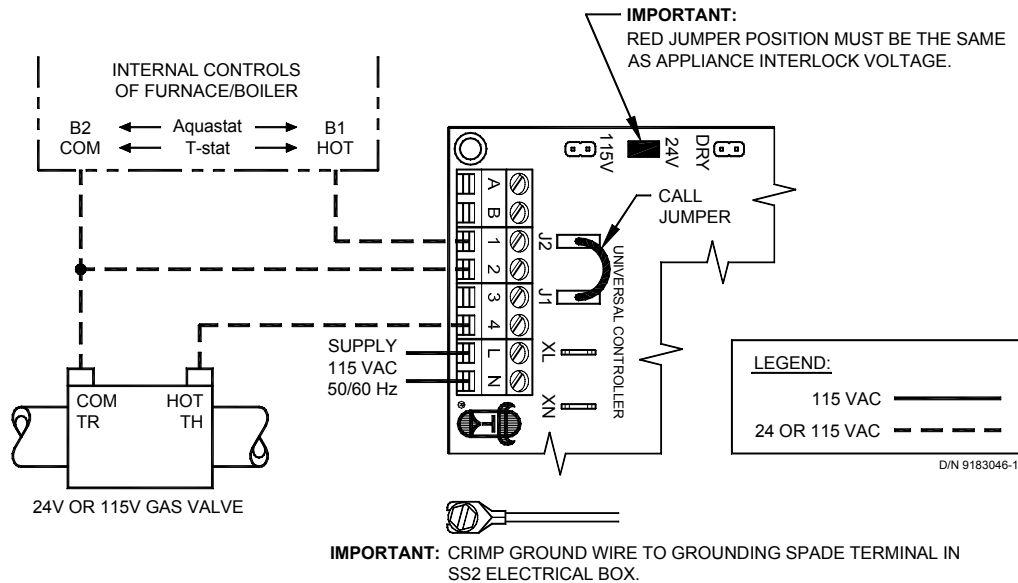 IMPORTANT:
RED JUMPER POSITION MUST BE THE SAME
AS APPLIANCE INTERLOCK VOLTAGE.
INTERNAL CONTROLS
OF FURNACE/BOILER
B2 Aquastat B1
COM T-stat HOT
115V
24V
DRY
CALL
JUMPER
A
B
1
2
3
4
L
N
J2
J1
UNIVERSAL CONTROLLER
XL
XN
SUPPLY
115 VAC
50/60 Hz
T
®
COM HOT
TR TH
24V OR 115V GAS VALVE
LEGEND:
115 VAC
24 OR 115 VAC
D/N 9183046-1
IMPORTANT: CRIMP GROUND WIRE TO GROUNDING SPADE TERMINAL IN
SS2 ELECTRICAL BOX.